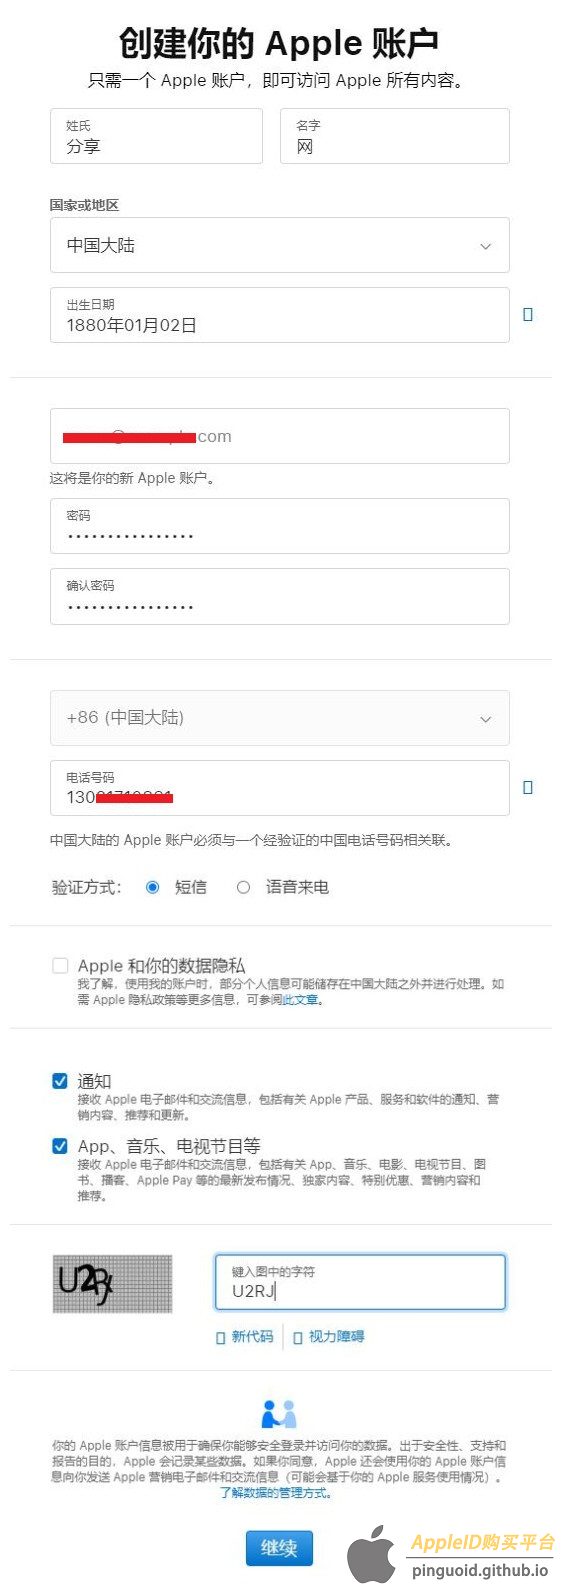 创建你的 Apple 账户
只需一个 Apple 账户，即可访问 Apple 所有内容。
姓氏 名字
分享 网
国家或地区
中国大陆
出生日期
1880年01月02日
.com
这将是你的新 Apple 账户。
密码
确认密码
+86 (中国大陆)
电话号码
130
中国大陆的 Apple 账户必须与一个经验证的中国电话号码相关联。
验证方式： 短信 语音来电
Apple 和你的数据隐私
我了解，使用我的账户时，部分个人信息可能储存在中国大陆之外并进行处理。如
需 Apple 隐私政策等更多信息，可参阅此文章。
通知
接收 Apple 电子邮件和交流信息，包括有关 Apple 产品、服务和软件的通知、营
销内容、推荐和更新。
App、音乐、电视节目等
接收 Apple 电子邮件和交流信息，包括有关 App、音乐、电影、电视节目、图
书、播客、Apple Pay 等的最新发布情况、独家内容、特别优惠、营销内容和
推荐。
键入图中的字符
U2RJ
新代码 视力障碍
你的 Apple 账户信息被用于确保你能够安全登录并访问你的数据。出于安全性、支持和
报告的目的，Apple 会记录某些数据。如果你同意，Apple 还会使用你的 Apple 账户信
息向你发送 Apple 营销电子邮件和交流信息（可能会基于你的 Apple 服务使用情况）。
了解数据的管理方式。
继续
AppleID购买平台
pinguoid.github.io